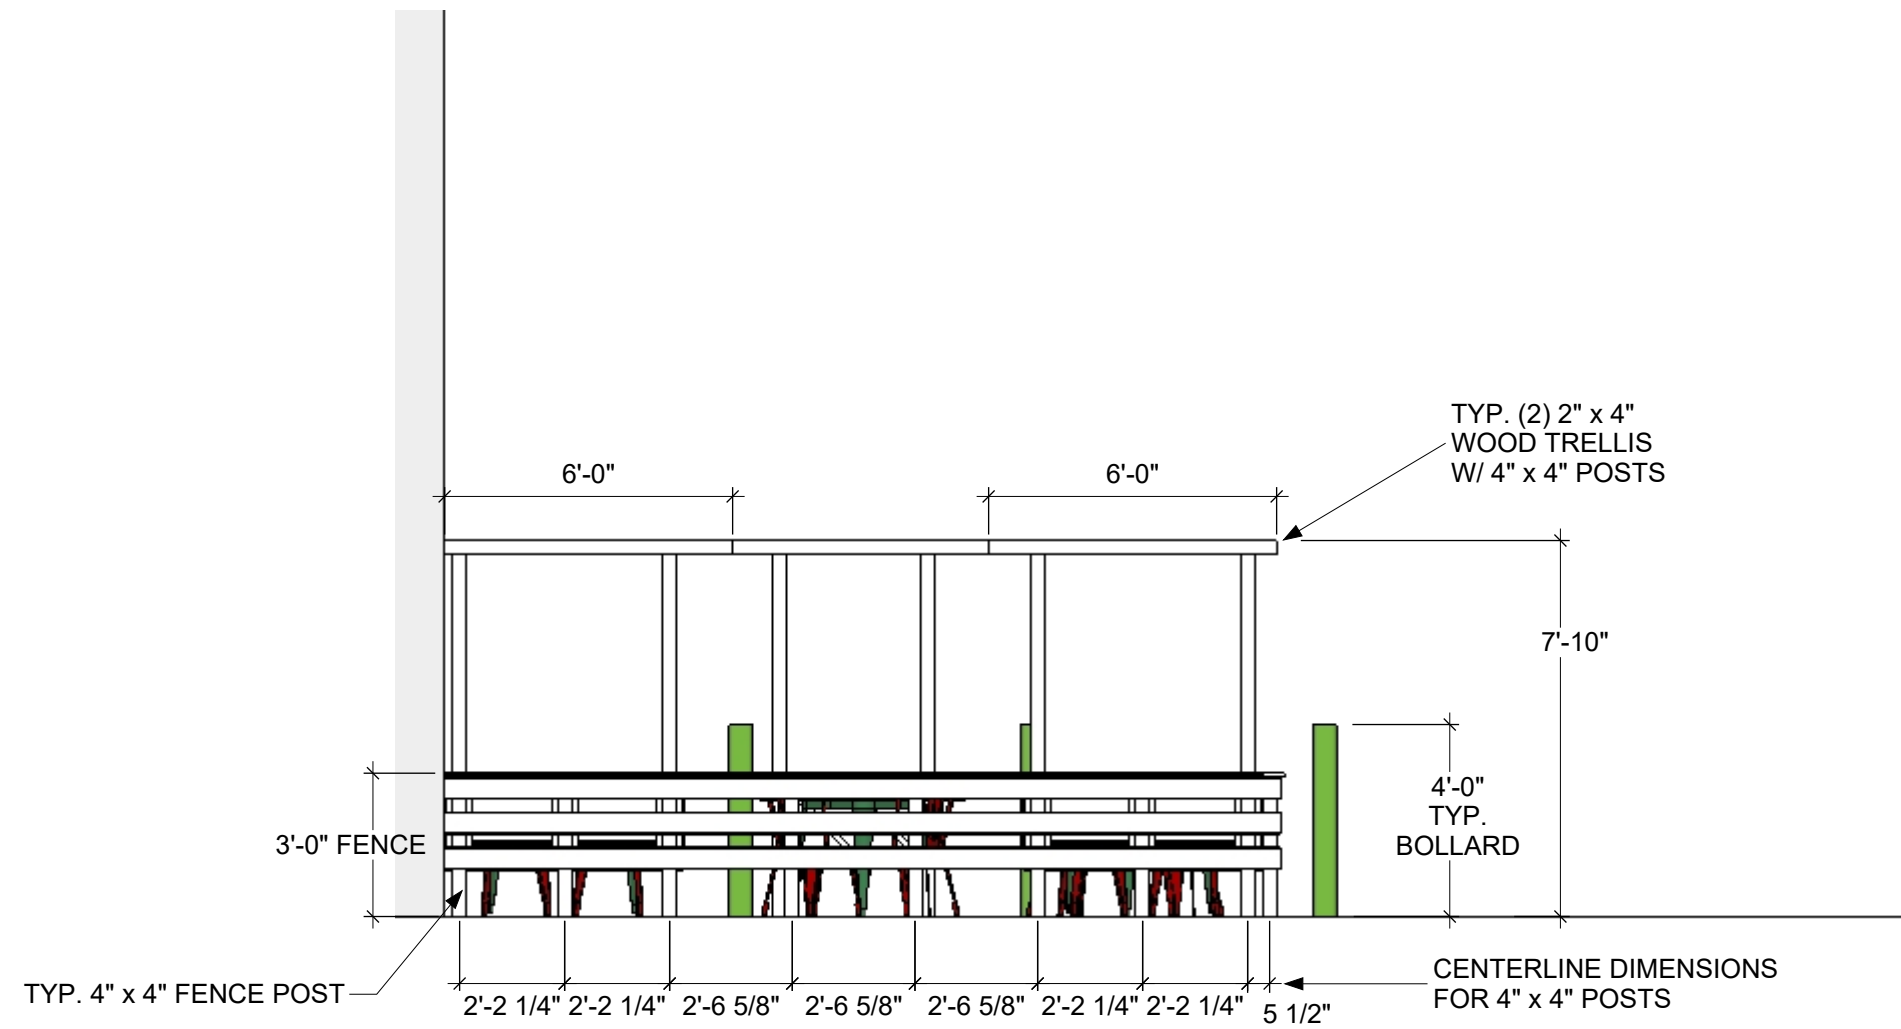 TYP. (2) 2" x 4"
WOOD TRELLIS
W/ 4" x 4" POSTS
6'-0"
6'-0"
7'-10"
4'-0"
TYP.
BOLLARD
3'-0" FENCE
TYP. 4" x 4" FENCE POST
2'-2 1/4"
2'-2 1/4"
2'-6 5/8"
2'-6 5/8"
2'-6 5/8"
2'-2 1/4"
2'-2 1/4"
5 1/2"
CENTERLINE DIMENSIONS
FOR 4" x 4" POSTS